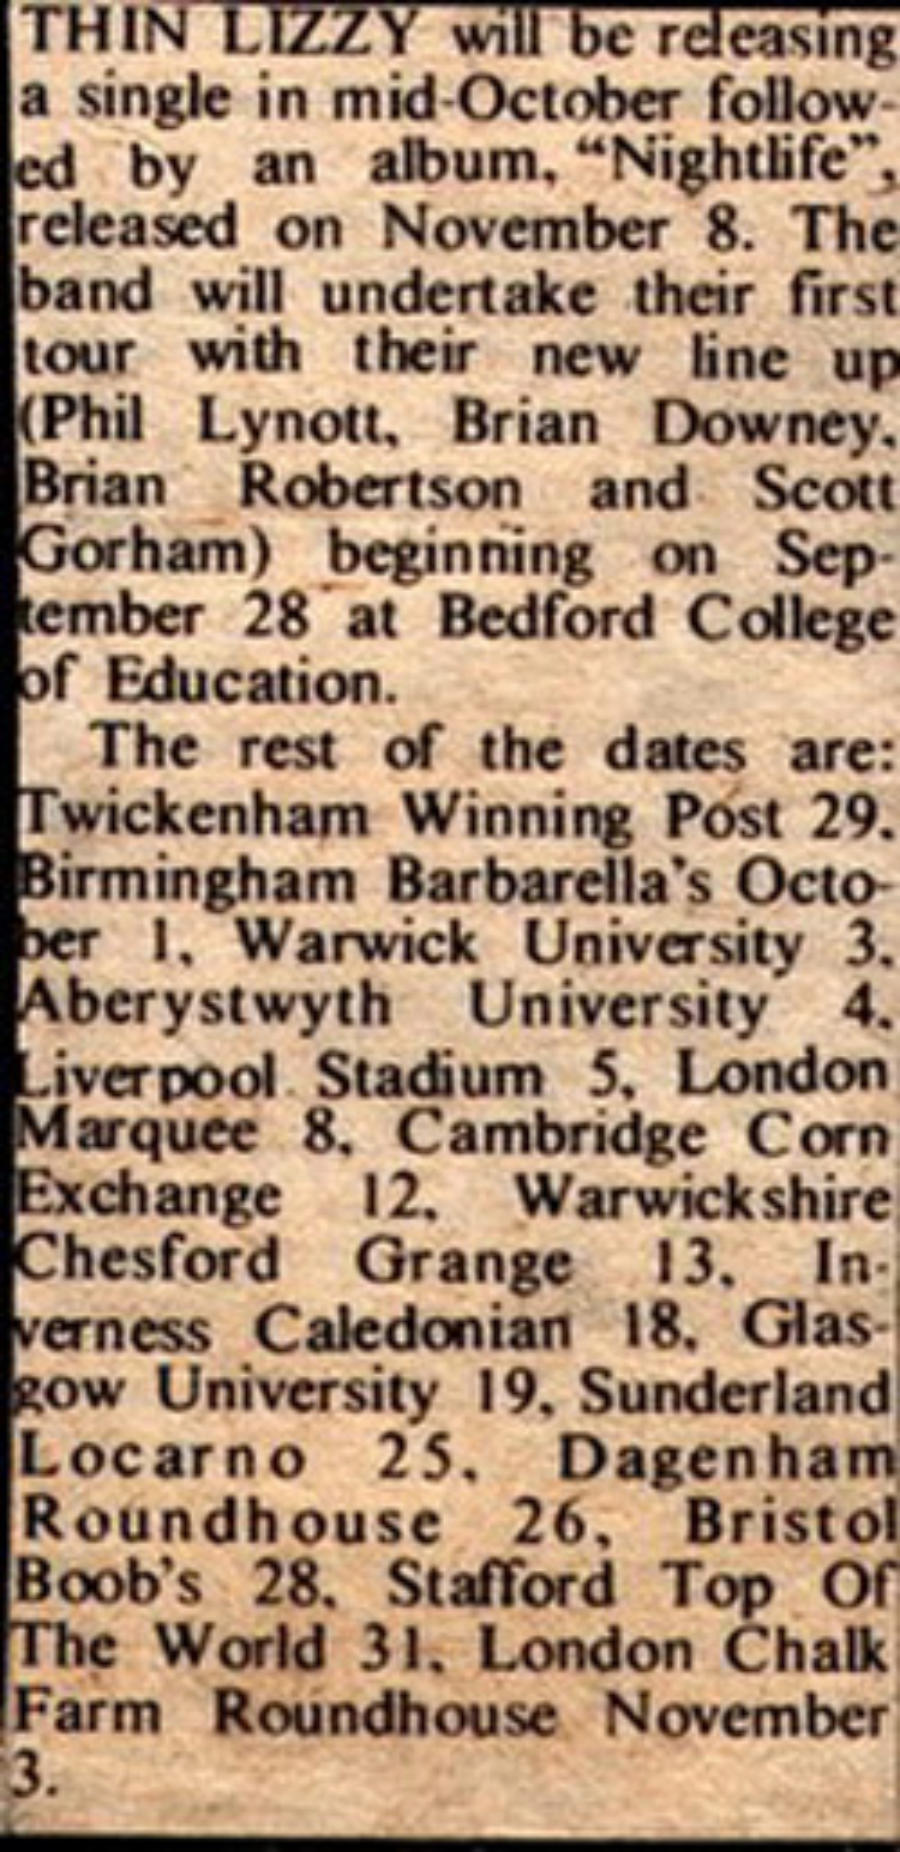 THIN LIZZY will be releasing
a single in mid-October follow-
ed by an album, "Nightlife",
released on November 8. The
band will undertake their first
tour with their new line up
(Phil Lynott, Brian Downey,
Brian Robertson and Scott
Gorham) beginning on Sep-
tember 28 at Bedford College
of Education.
The rest of the dates are:
Twickenham Winning Post 29,
Birmingham Barbarella's Octo-
ber 1, Warwick University 3,
Aberystwyth University 4,
Liverpool Stadium 5, London
Marquee 8, Cambridge Corn
Exchange 12, Warwickshire
Chesford Grange 13, In-
verness Caledonian 18, Glas-
gow University 19, Sunderland
Locarno 25, Dagenham
Roundhouse 26, Bristol
Boob's 28, Stafford Top Of
The World 31, London Chalk
Farm Roundhouse November
3.